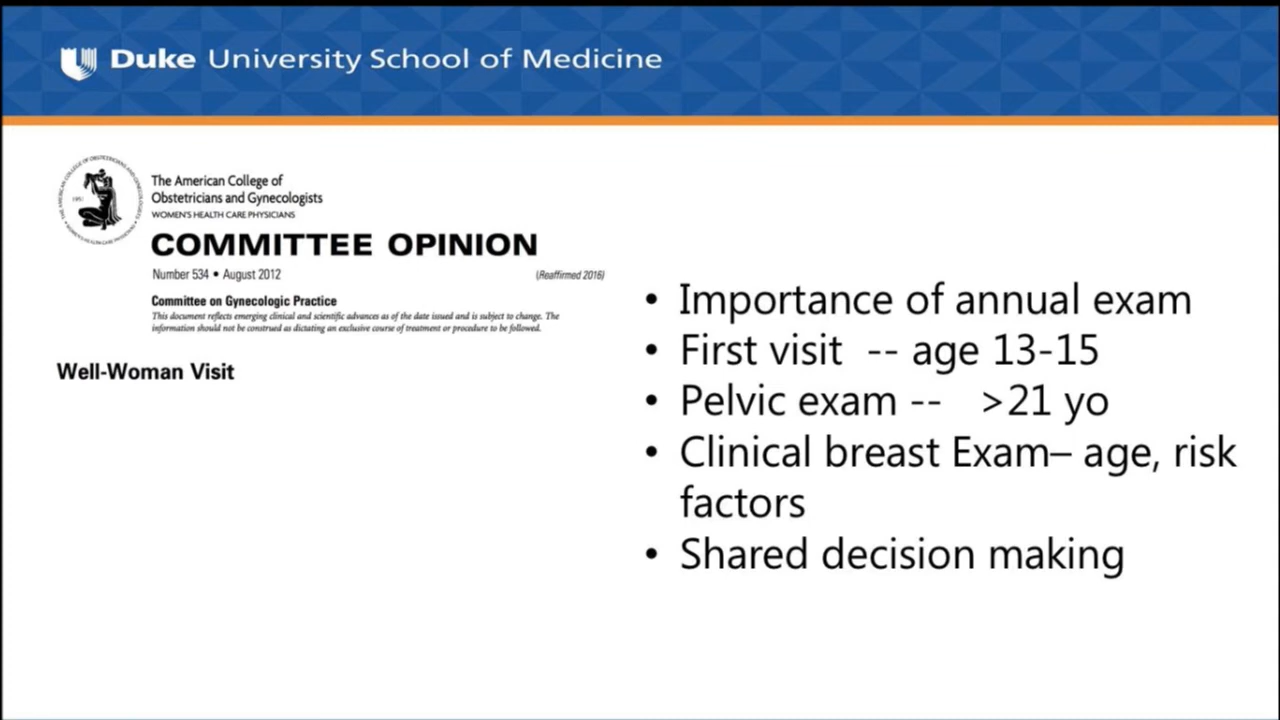 Duke University School of Medicine
The American College of
Obstetricians and Gynecologists
WOMEN'S HEALTH CARE PHYSICIANS
COMMITTEE OPINION
Number 534 • August 2012 (Reaffirmed 2016)
Committee on Gynecologic Practice
This document reflects emerging clinical and scientific advances as of the date issued and is subject to change. The
information should not be construed as dictating an exclusive course of treatment or procedure to be followed.
Well-Woman Visit
• Importance of annual exam
• First visit -- age 13-15
• Pelvic exam -- >21 yo
• Clinical breast Exam– age, risk
factors
• Shared decision making